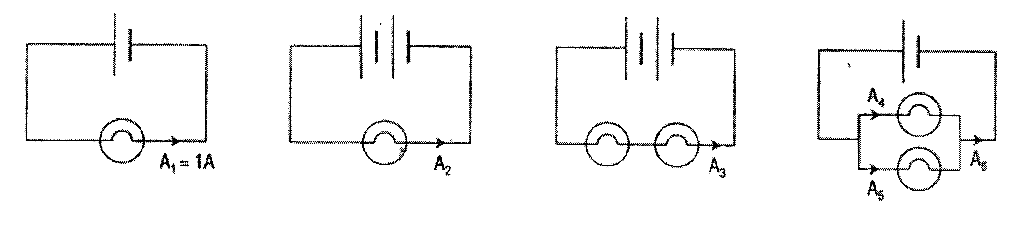 A₁ = 1A
A₂
A₃
A₄
A₅
A₆